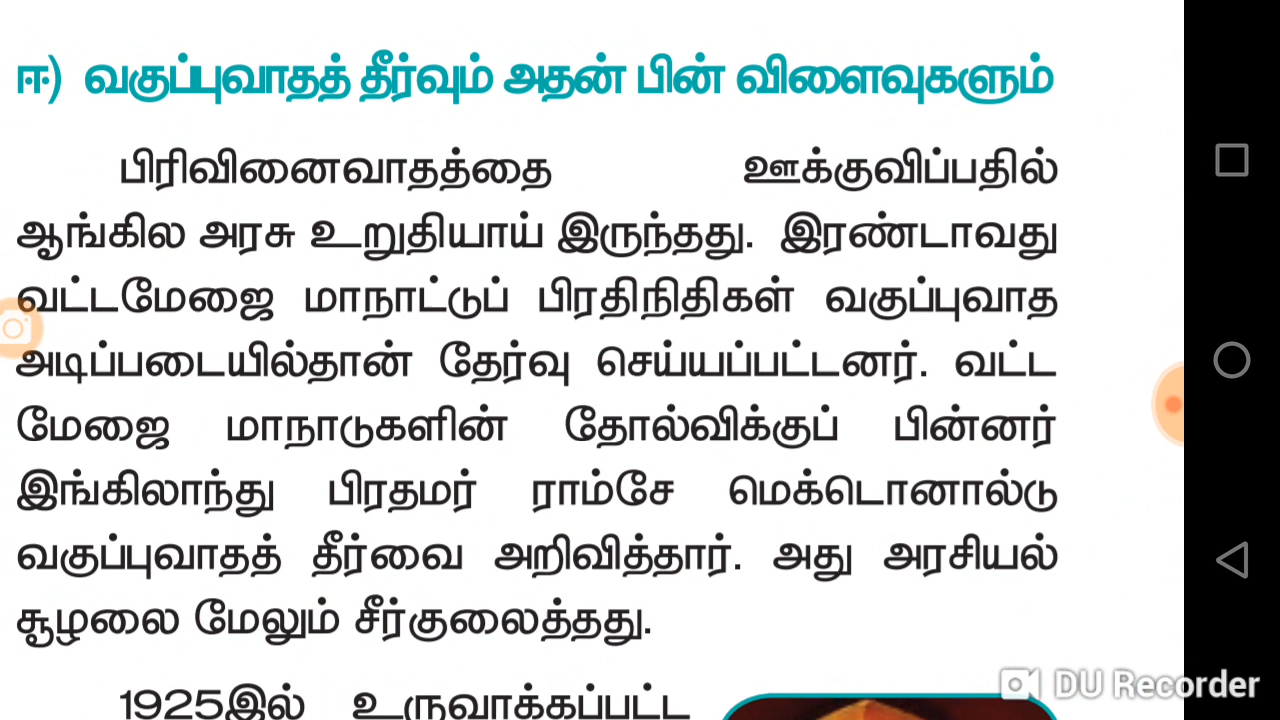 ஈ) வகுப்புவாதத் தீர்வும் அதன் பின் விளைவுகளும்
பிரிவினைவாதத்தை ஊக்குவிப்பதில்
ஆங்கில அரசு உறுதியாய் இருந்தது. இரண்டாவது
வட்டமேஜை மாநாட்டுப் பிரதிநிதிகள் வகுப்புவாத
அடிப்படையில்தான் தேர்வு செய்யப்பட்டனர். வட்ட
மேஜை மாநாடுகளின் தோல்விக்குப் பின்னர்
இங்கிலாந்து பிரதமர் ராம்சே மெக்டொனால்டு
வகுப்புவாதத் தீர்வை அறிவித்தார். அது அரசியல்
சூழலை மேலும் சீர்குலைத்தது.
1925இல் உருவாக்கப்பட்ட
DU Recorder